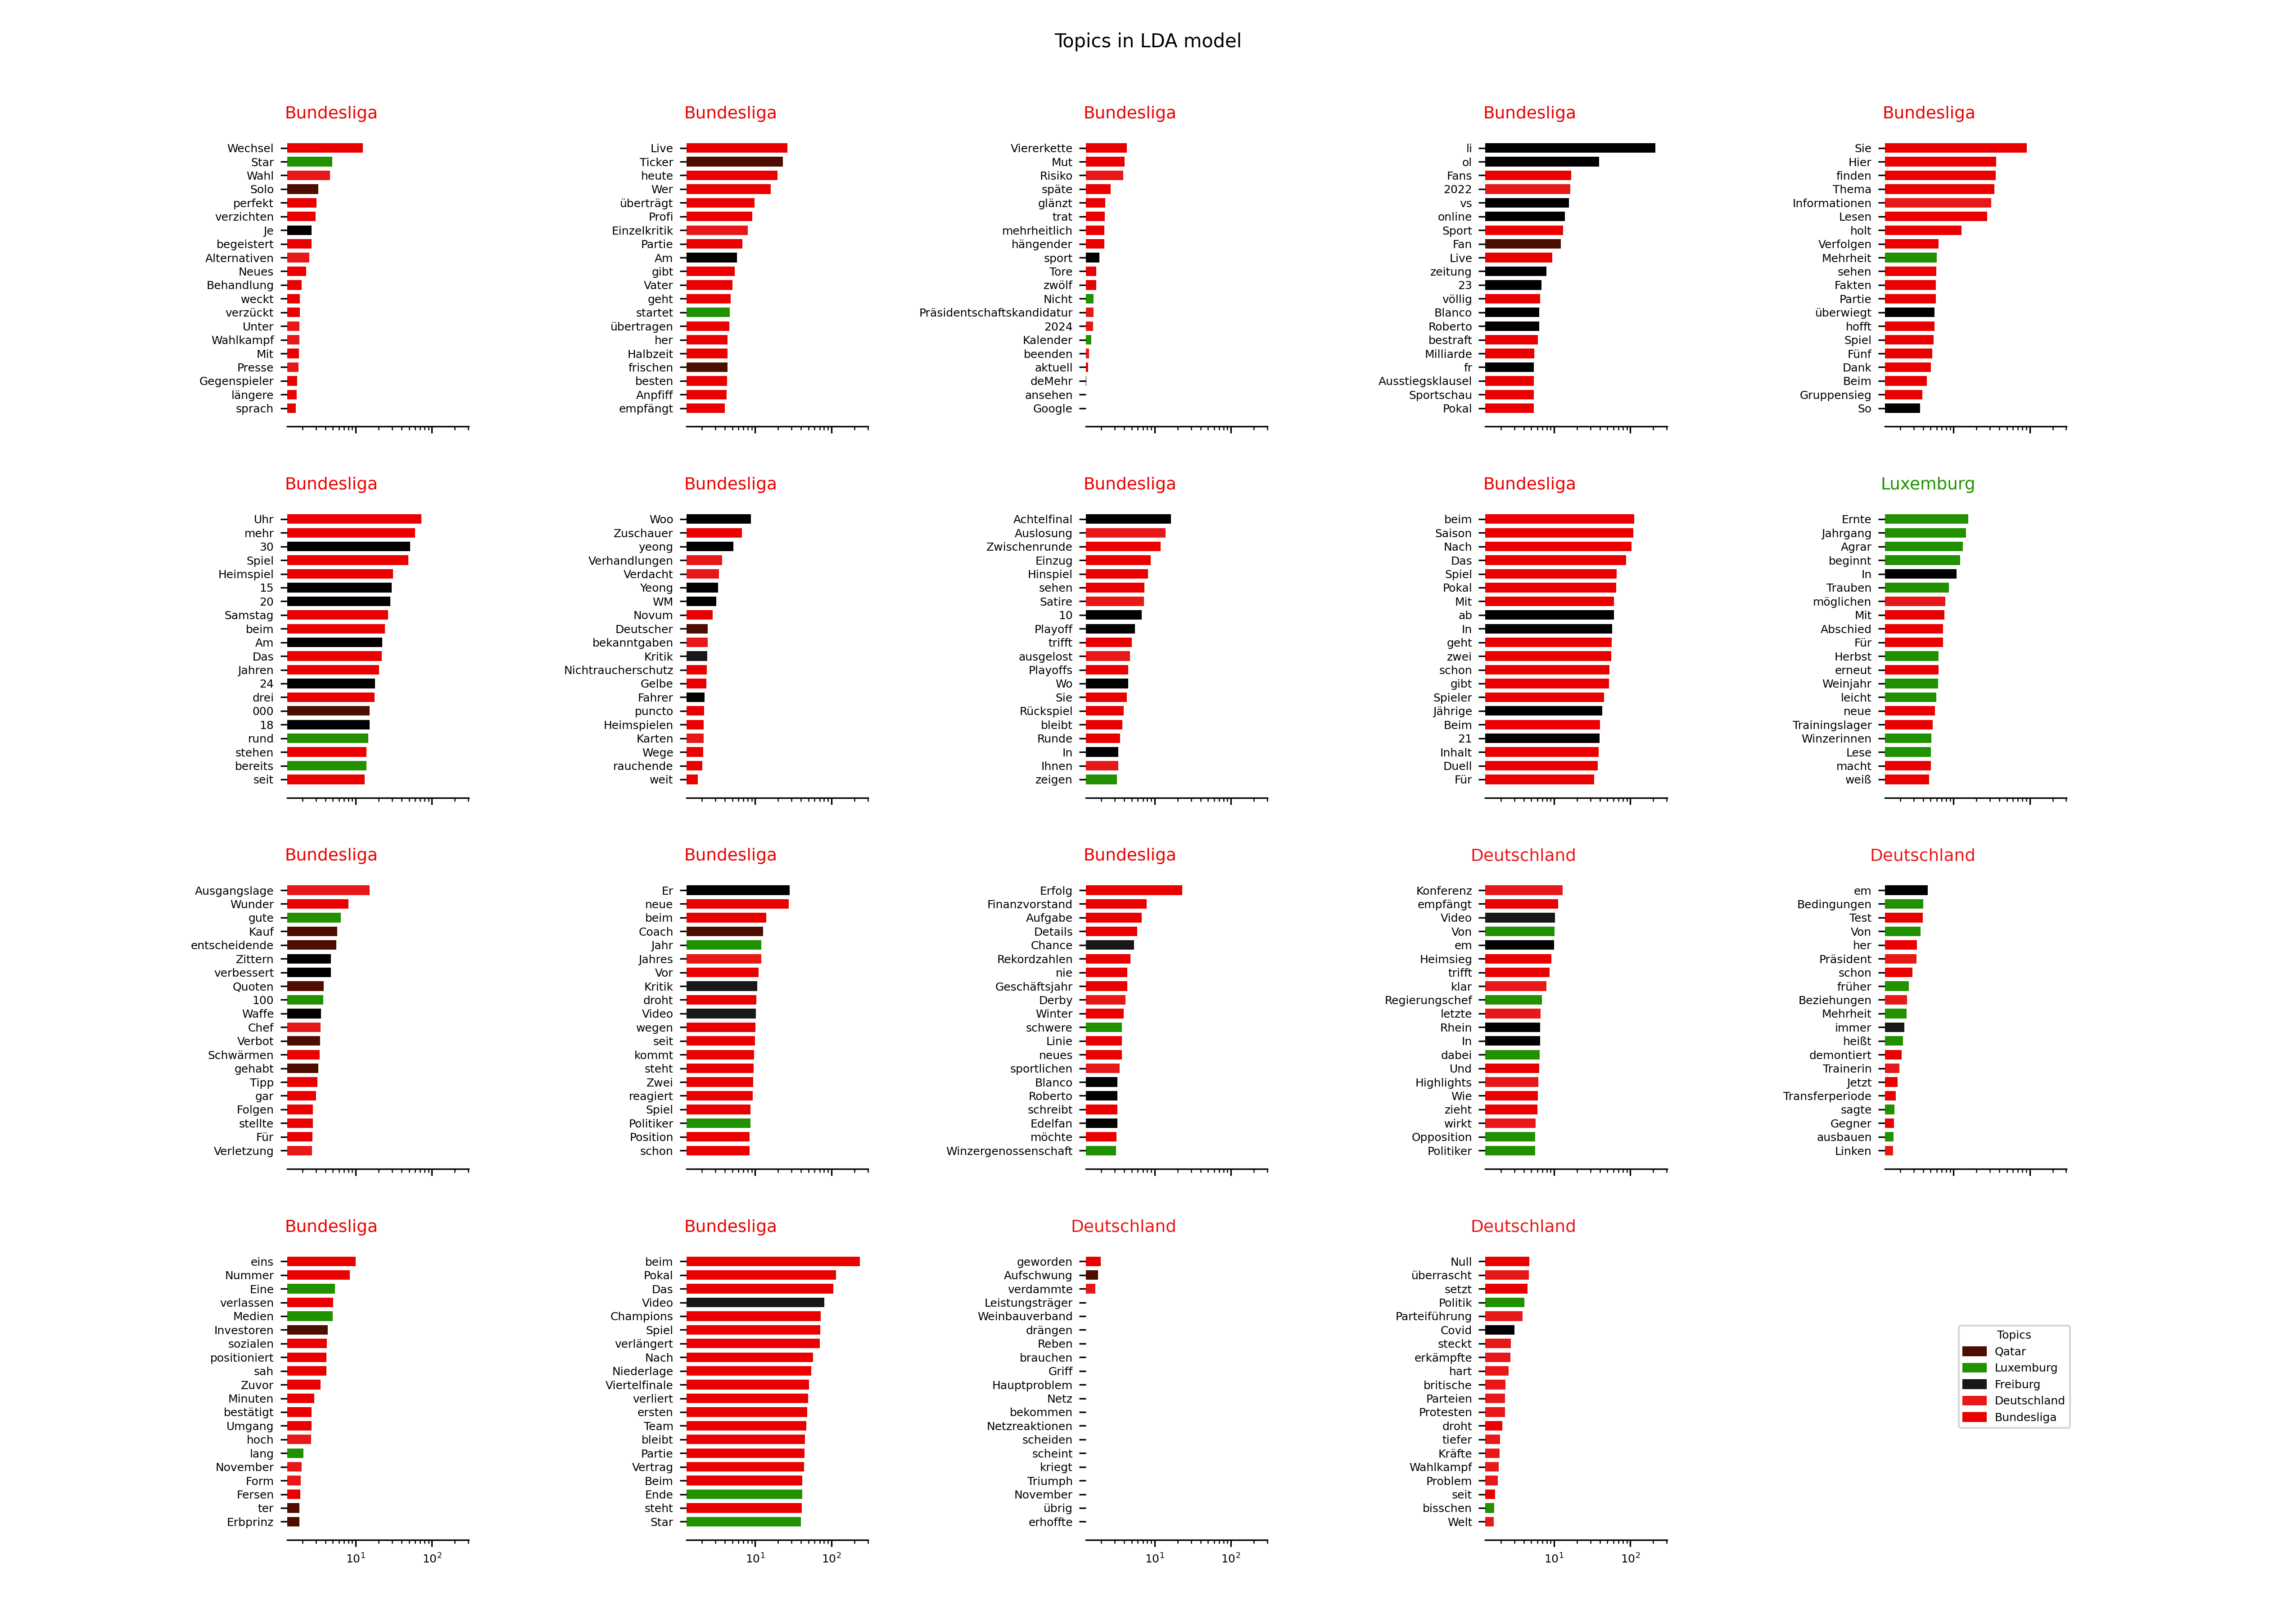 Topics in LDA model
Bundesliga
Wechsel
Star
Wahl
Solo
perfekt
verzichten
Je
begeistert
Alternativen
Neues
Behandlung
weckt
verzückt
Unter
Wahlkampf
Mit
Presse
Gegenspieler
längere
sprach
Bundesliga
Live
Ticker
heute
Wer
überträgt
Profi
Einzelkritik
Partie
Am
gibt
Vater
geht
startet
übertragen
her
Halbzeit
frischen
besten
Anpfiff
empfängt
Bundesliga
Viererkette
Mut
Risiko
späte
glänzt
trat
mehrheitlich
hängender
sport
Tore
zwölf
Nicht
Präsidentschaftskandidatur
2024
Kalender
beenden
aktuell
deMehr
ansehen
Google
Bundesliga
li
ol
Fans
2022
vs
online
Sport
Fan
Live
zeitung
23
völlig
Blanco
Roberto
bestraft
Milliarde
fr
Ausstiegsklausel
Sportschau
Pokal
Bundesliga
Sie
Hier
finden
Thema
Informationen
Lesen
holt
Verfolgen
Mehrheit
sehen
Fakten
Partie
überwiegt
hofft
Spiel
Fünf
Dank
Beim
Gruppensieg
So
Bundesliga
Uhr
mehr
30
Spiel
Heimspiel
15
20
Samstag
beim
Am
Das
Jahren
24
drei
000
18
rund
stehen
bereits
seit
Bundesliga
Woo
Zuschauer
yeong
Verhandlungen
Verdacht
Yeong
WM
Novum
Deutscher
bekanntgaben
Kritik
Nichtraucherschutz
Gelbe
Fahrer
puncto
Heimspielen
Karten
Wege
rauchende
weit
Bundesliga
Achtelfinal
Auslosung
Zwischenrunde
Einzug
Hinspiel
sehen
Satire
10
Playoff
trifft
ausgelost
Playoffs
Wo
Sie
Rückspiel
bleibt
Runde
In
Ihnen
zeigen
Bundesliga
beim
Saison
Nach
Das
Spiel
Pokal
Mit
ab
In
geht
zwei
schon
gibt
Spieler
Jährige
Beim
21
Inhalt
Duell
Für
Luxemburg
Ernte
Jahrgang
Agrar
beginnt
In
Trauben
möglichen
Mit
Abschied
Für
Herbst
erneut
Weinjahr
leicht
neue
Trainingslager
Winzerinnen
Lese
macht
weiß
Bundesliga
Ausgangslage
Wunder
gute
Kauf
entscheidende
Zittern
verbessert
Quoten
100
Waffe
Chef
Verbot
Schwärmen
gehabt
Tipp
gar
Folgen
stellte
Für
Verletzung
Bundesliga
Er
neue
beim
Coach
Jahr
Jahres
Vor
Kritik
droht
Video
wegen
seit
kommt
steht
Zwei
reagiert
Spiel
Politiker
Position
schon
Bundesliga
Erfolg
Finanzvorstand
Aufgabe
Details
Chance
Rekordzahlen
nie
Geschäftsjahr
Derby
Winter
schwere
Linie
neues
sportlichen
Blanco
Roberto
schreibt
Edelfan
möchte
Winzergenossenschaft
Deutschland
Konferenz
empfängt
Video
Von
em
Heimsieg
trifft
klar
Regierungschef
letzte
Rhein
In
dabei
Und
Highlights
Wie
zieht
wirkt
Opposition
Politiker
Deutschland
em
Bedingungen
Test
Von
her
Präsident
schon
früher
Beziehungen
Mehrheit
immer
heißt
demontiert
Trainerin
Jetzt
Transferperiode
sagte
Gegner
ausbauen
Linken
Bundesliga
eins
Nummer
Eine
verlassen
Medien
Investoren
sozialen
positioniert
sah
Zuvor
Minuten
bestätigt
Umgang
hoch
lang
November
Form
Fersen
ter
Erbprinz
10¹ 10²
Bundesliga
beim
Pokal
Das
Video
Champions
Spiel
verlängert
Nach
Niederlage
Viertelfinale
verliert
ersten
Team
bleibt
Partie
Vertrag
Beim
Ende
steht
Star
10¹ 10²
Deutschland
geworden
Aufschwung
verdammte
Leistungsträger
Weinbauverband
drängen
Reben
brauchen
Griff
Hauptproblem
Netz
bekommen
Netzreaktionen
scheiden
scheint
kriegt
Triumph
November
übrig
erhoffte
10¹ 10²
Deutschland
Null
überrascht
setzt
Politik
Parteiführung
Covid
steckt
erkämpfte
hart
britische
Parteien
Protesten
droht
tiefer
Kräfte
Wahlkampf
Problem
seit
bisschen
Welt
10¹ 10²
Topics
Qatar
Luxemburg
Freiburg
Deutschland
Bundesliga